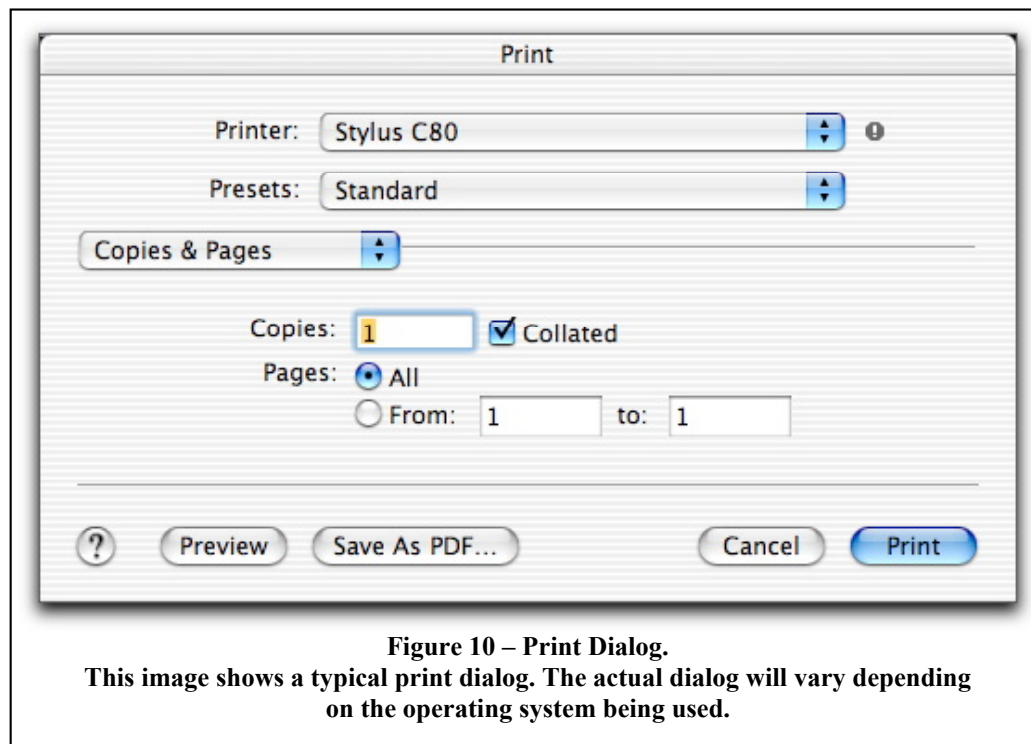 Print
Printer: Stylus C80
Presets: Standard
Copies & Pages
Copies: 1 Collated
Pages: All
From: 1 to: 1
? Preview Save As PDF... Cancel Print
Figure 10 – Print Dialog.
This image shows a typical print dialog. The actual dialog will vary depending
on the operating system being used.